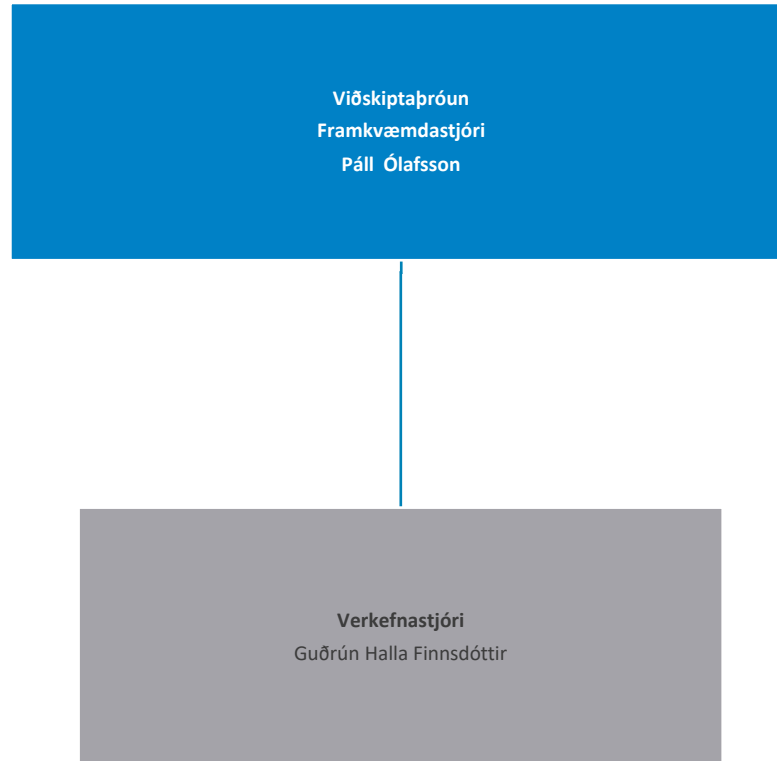 Viðskiptaþróun
Framkvæmdastjóri
Páll Ólafsson
Verkefnastjóri
Guðrún Halla Finnsdóttir